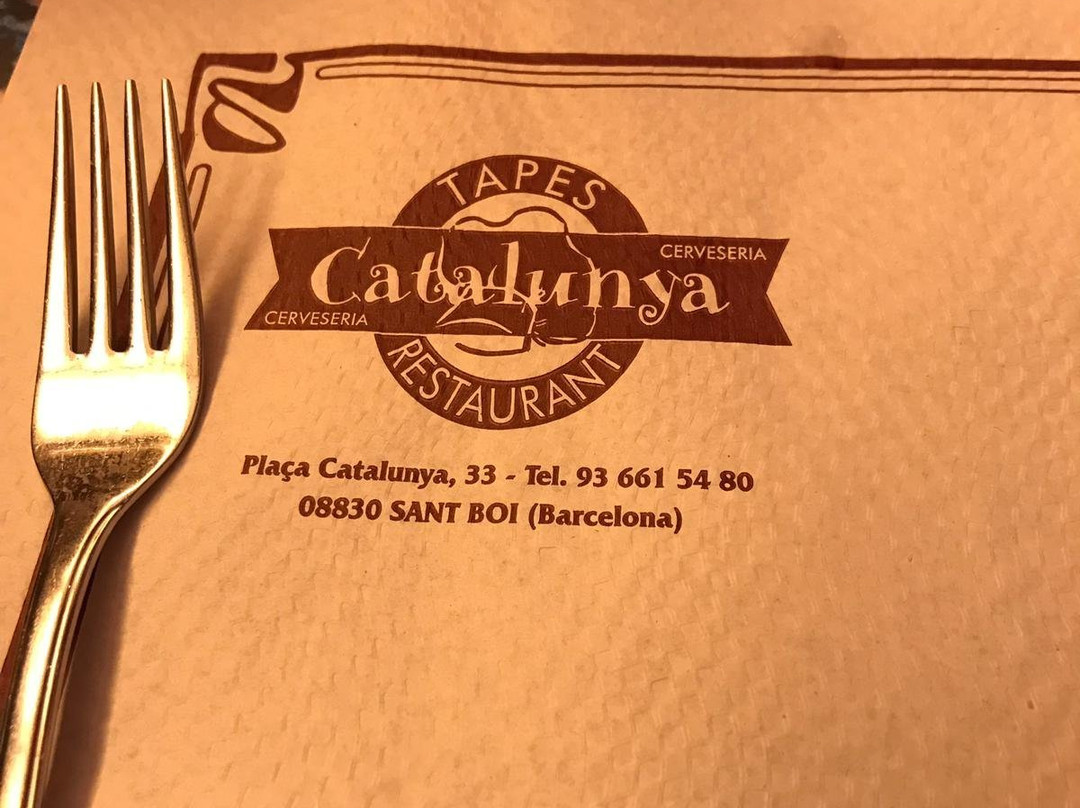 TAPES
CERVESERIA
Catalunya
CERVESERIA
RESTAURANT
Plaça Catalunya, 33 - Tel. 93 661 54 80
08830 SANT BOI (Barcelona)